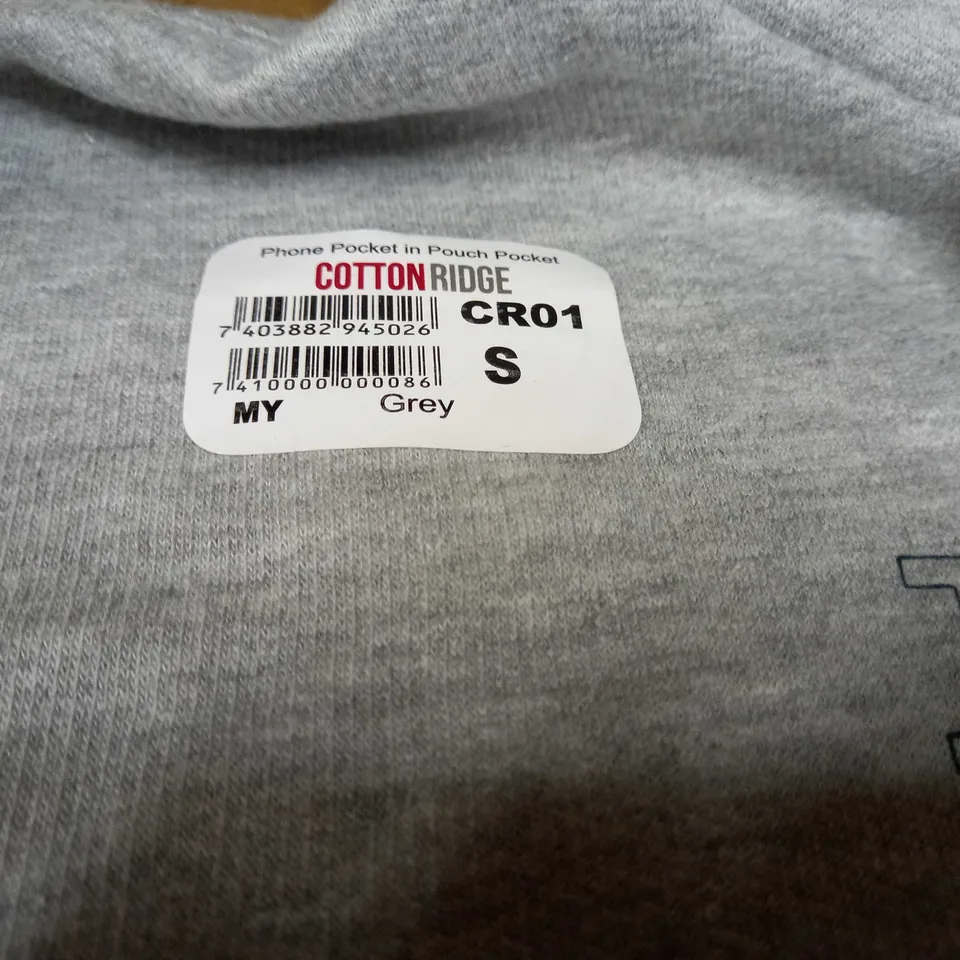 Phone Pocket in Pouch Pocket
COTTON RIDGE
7 403882 945026 CR01
7 410000 000086 S
MY Grey
T